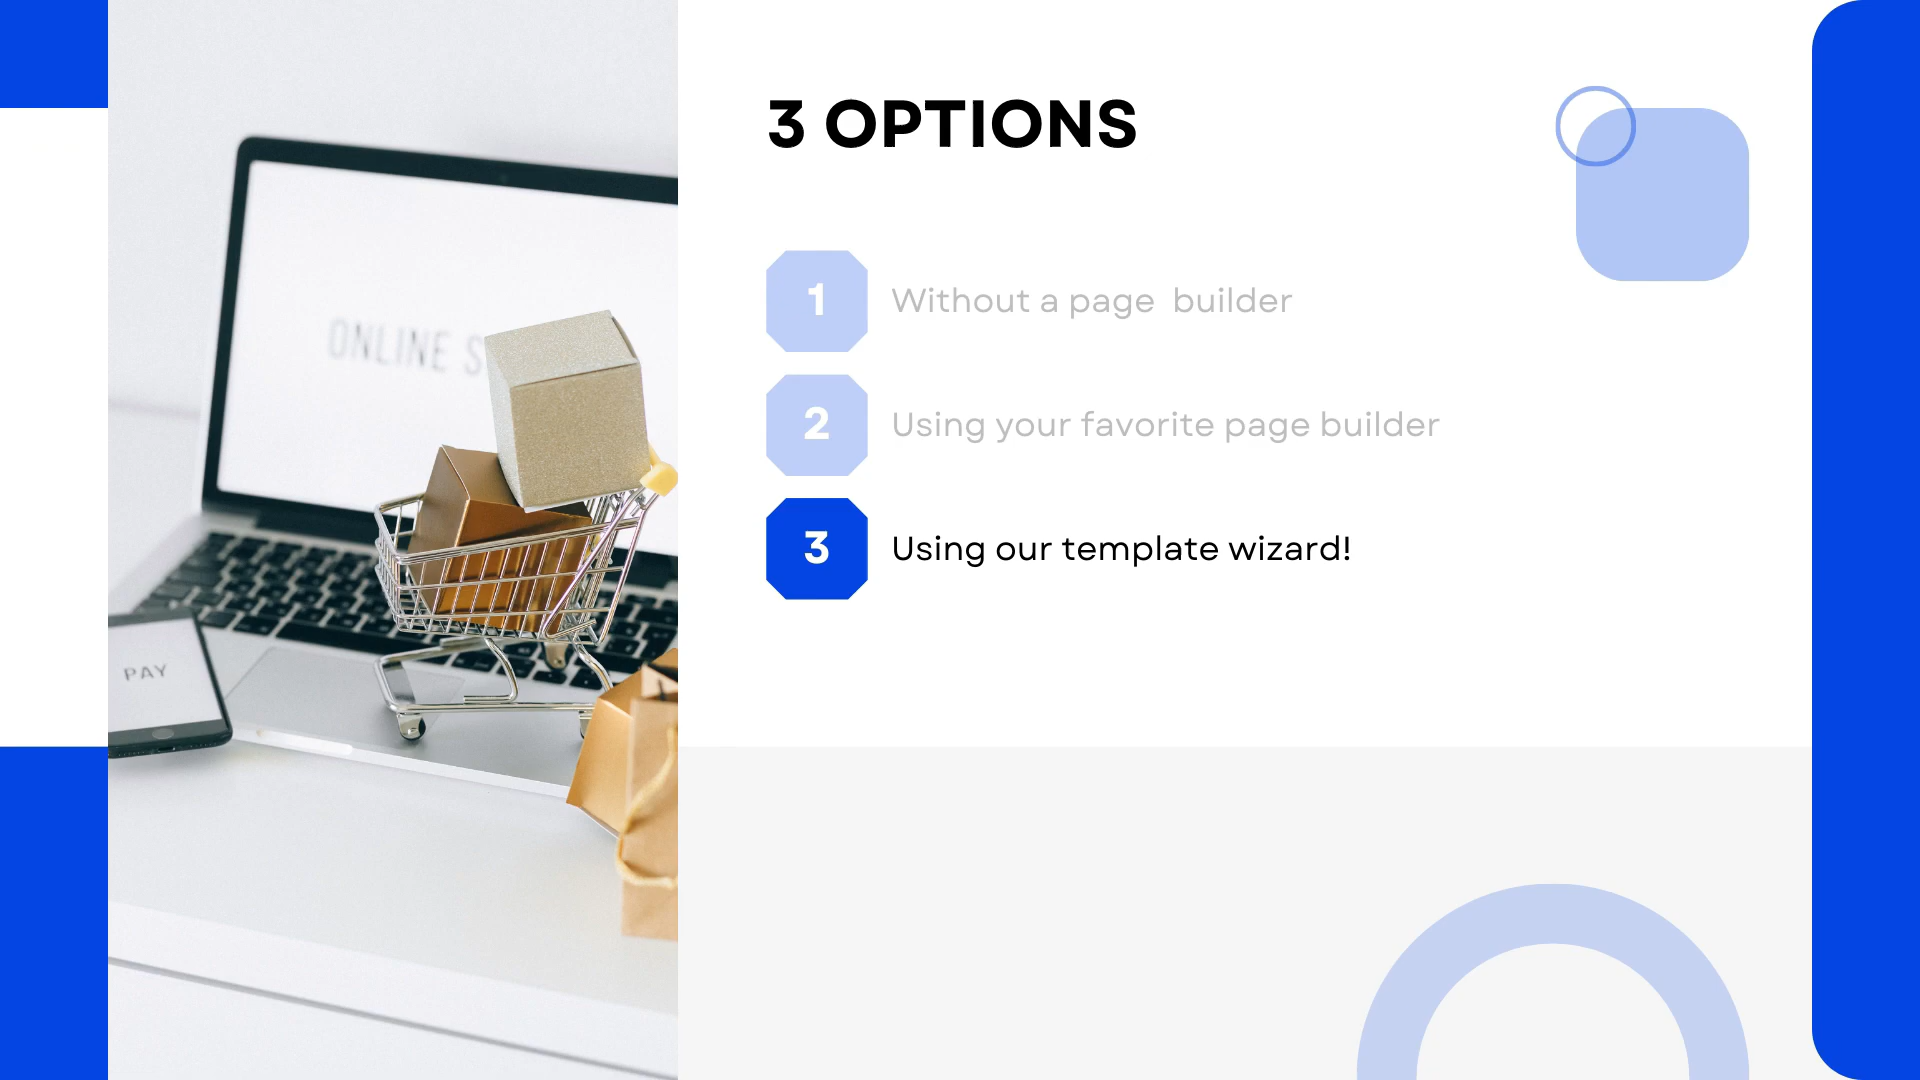 3 OPTIONS
1 Without a page  builder
2 Using your favorite page builder
3 Using our template wizard!
ONLINE S
PAY